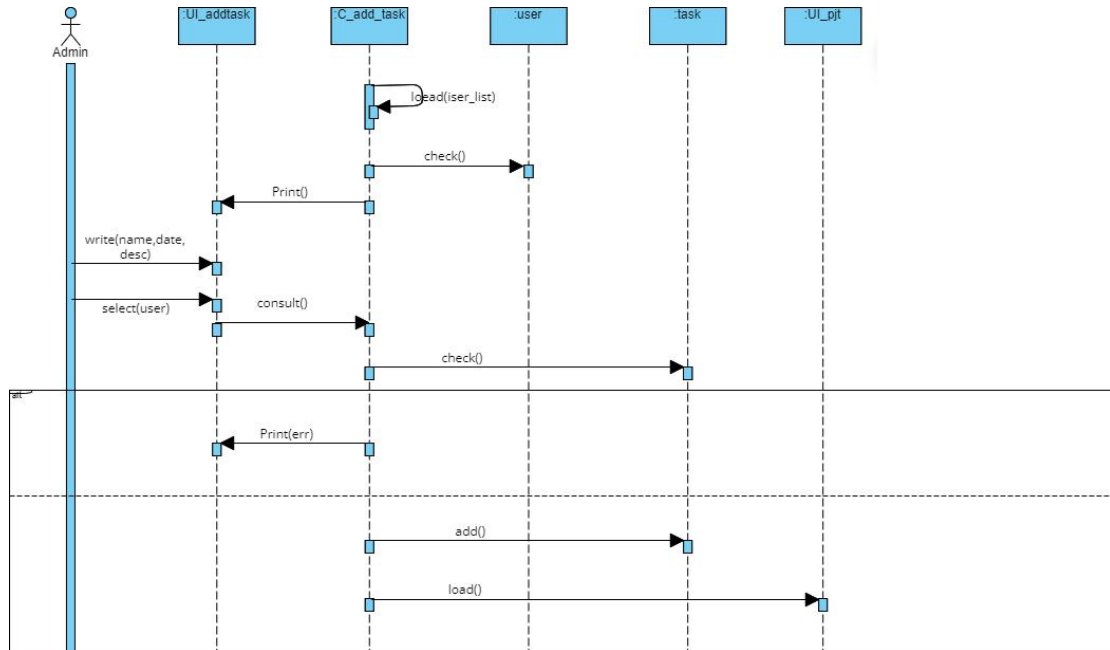 :UI_addtask
:C_add_task
:user
:task
:UI_pjt
Admin
loead(iser_list)
check()
Print()
write(name,date,
desc)
select(user)
consult()
check()
alt
Print(err)
add()
load()